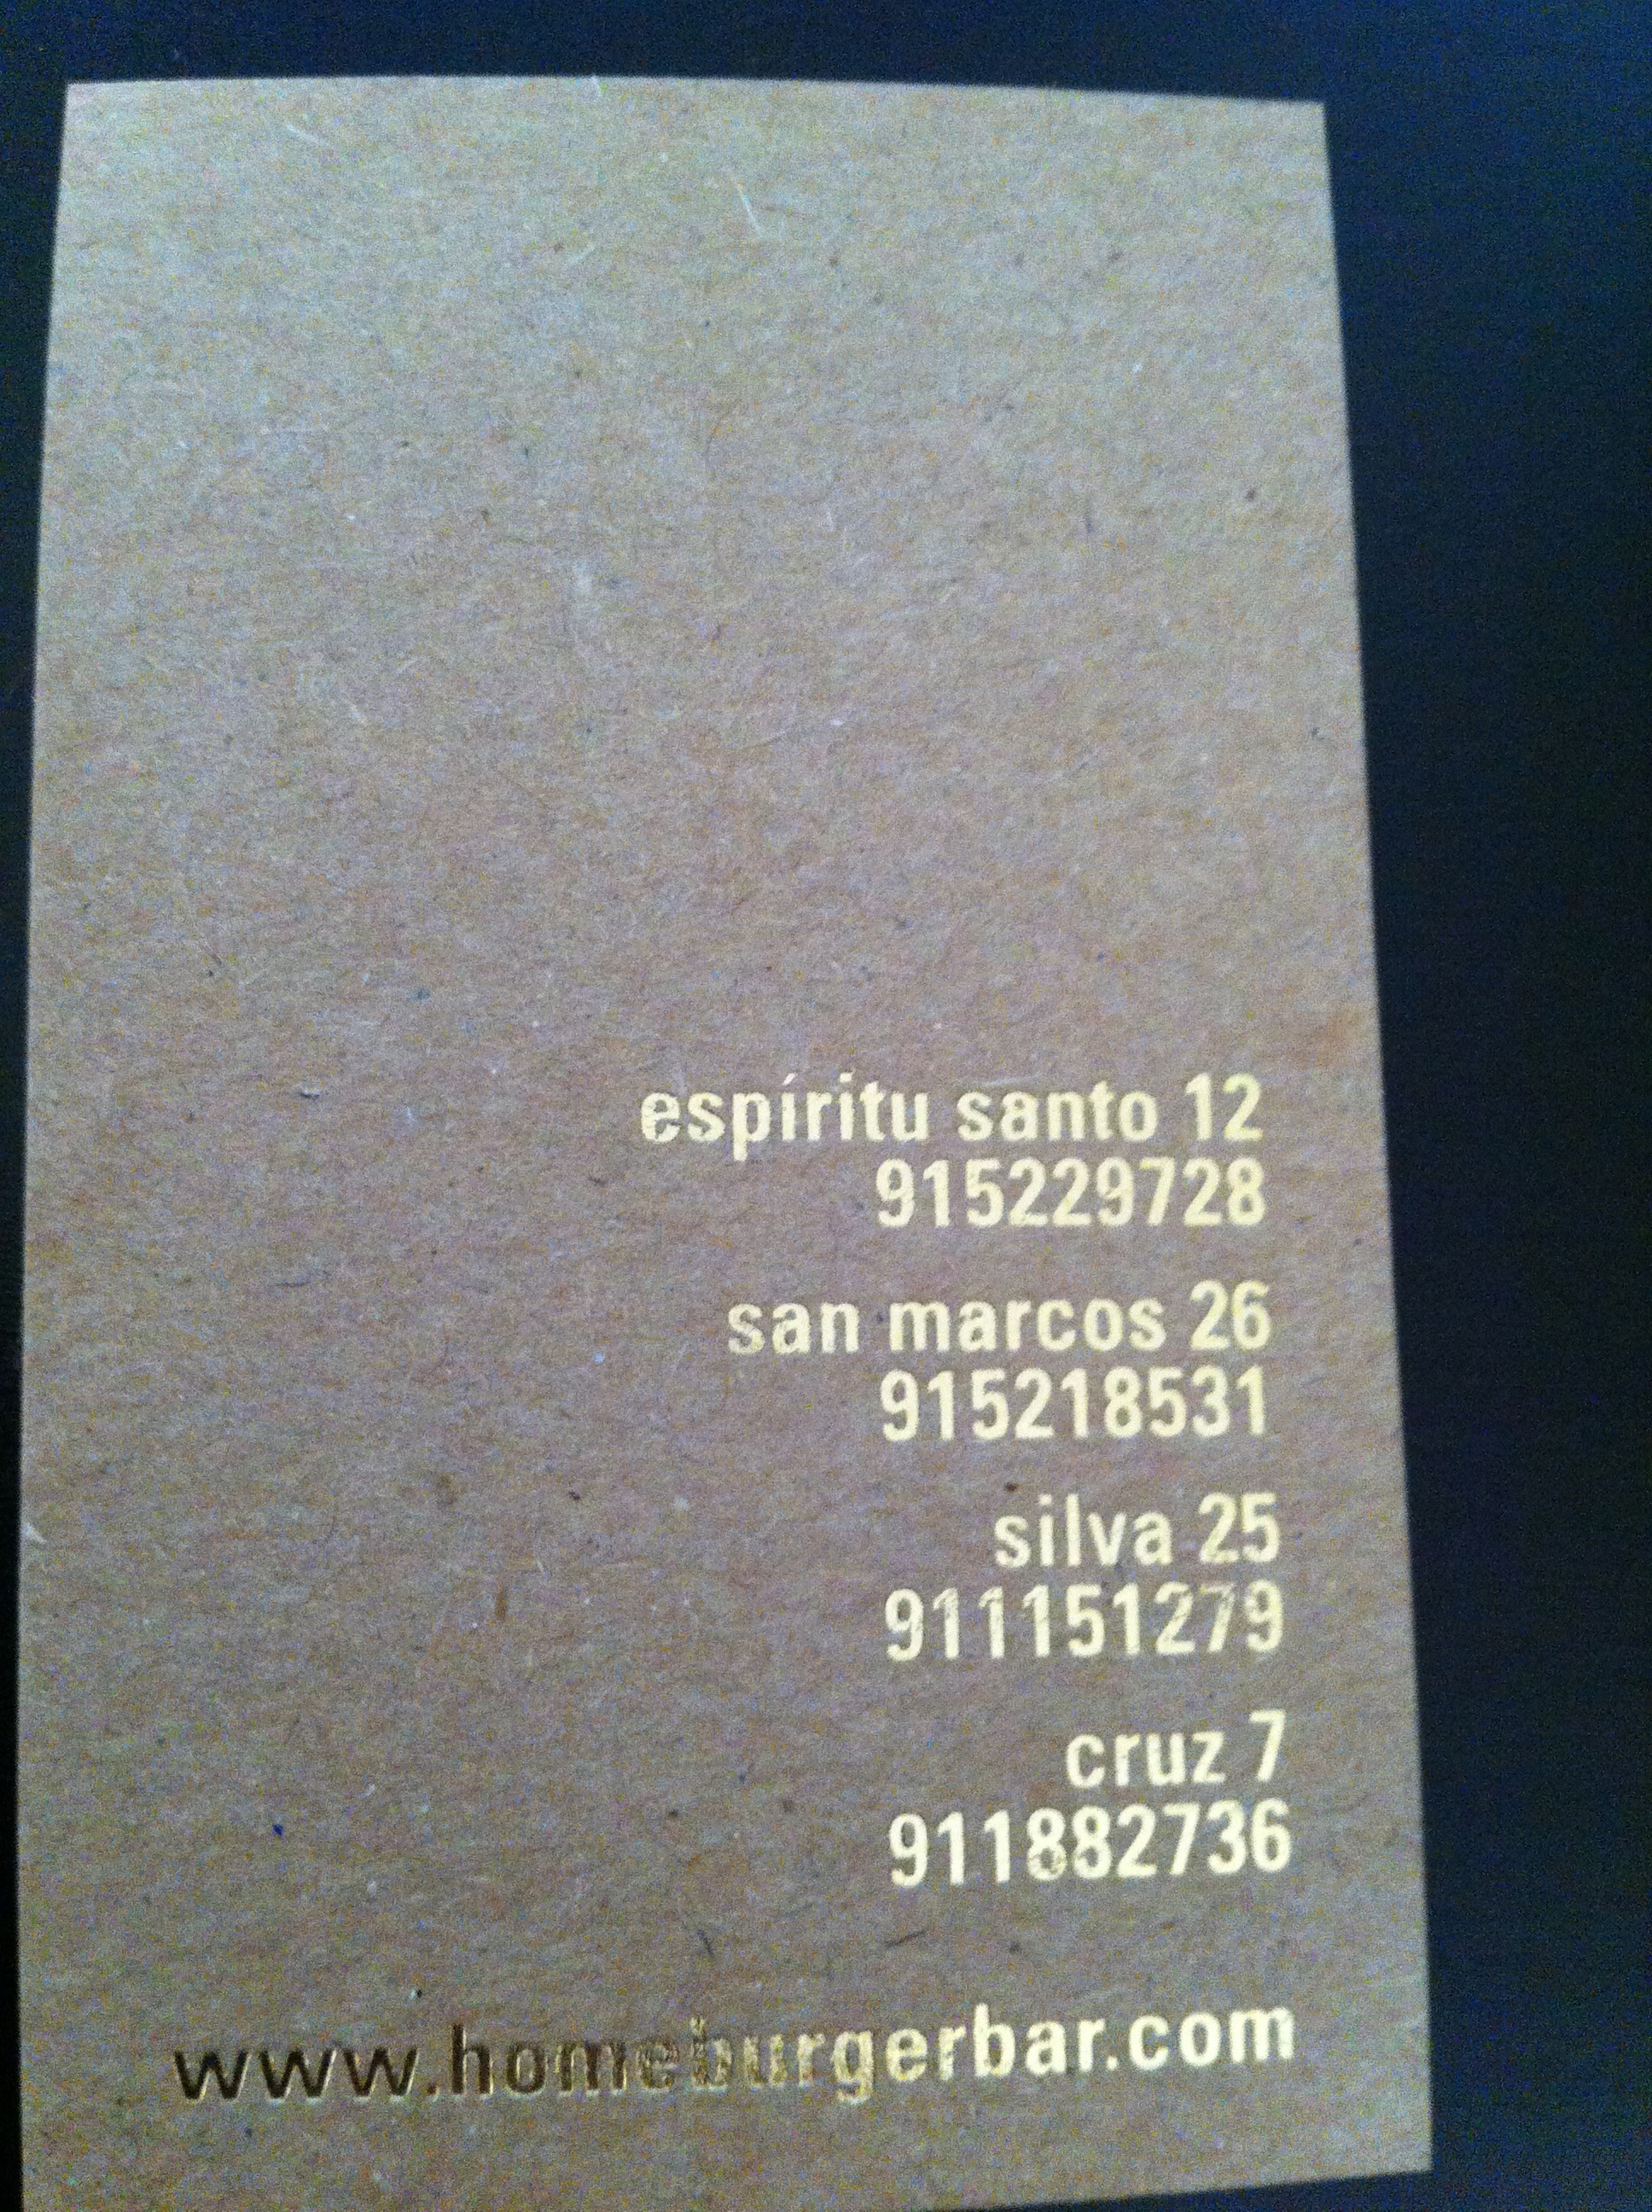 espíritu santo 12
915229728
san marcos 26
915218531
silva 25
911151279
cruz 7
911882736
www.homeburgerbar.com